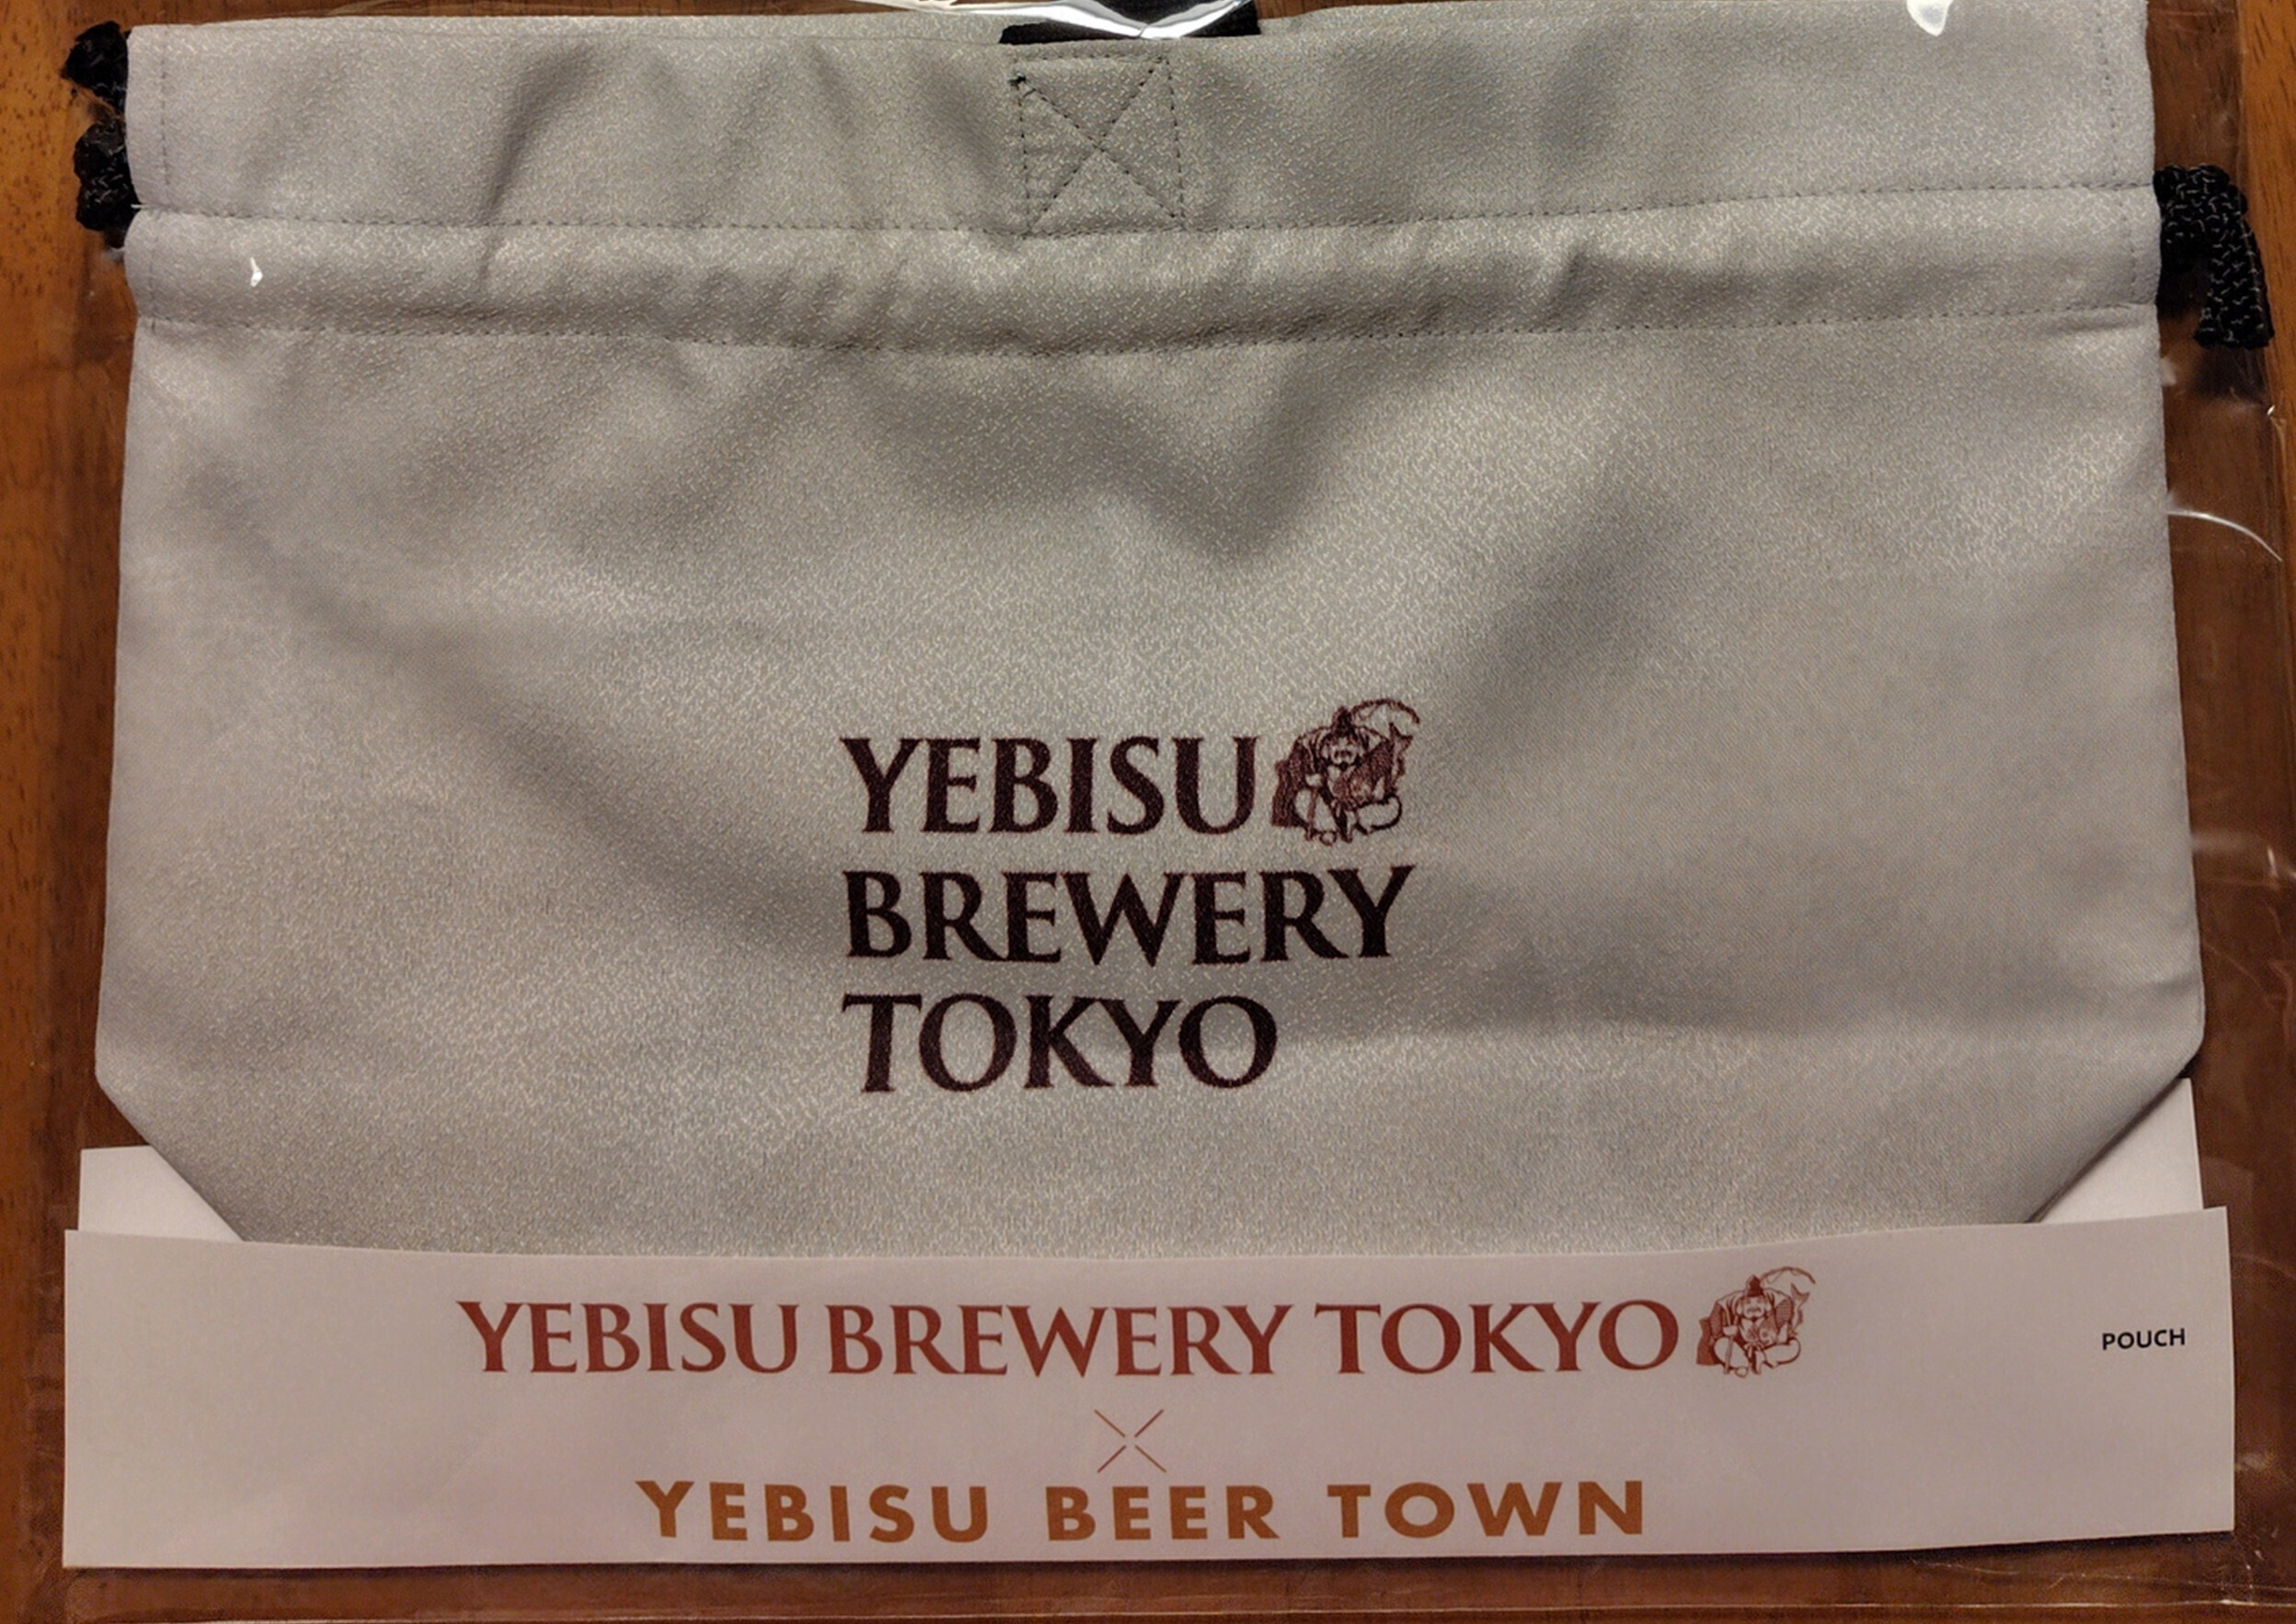 YEBISU
BREWERY
TOKYO
YEBISU BREWERY TOKYO
POUCH
×
YEBISU BEER TOWN